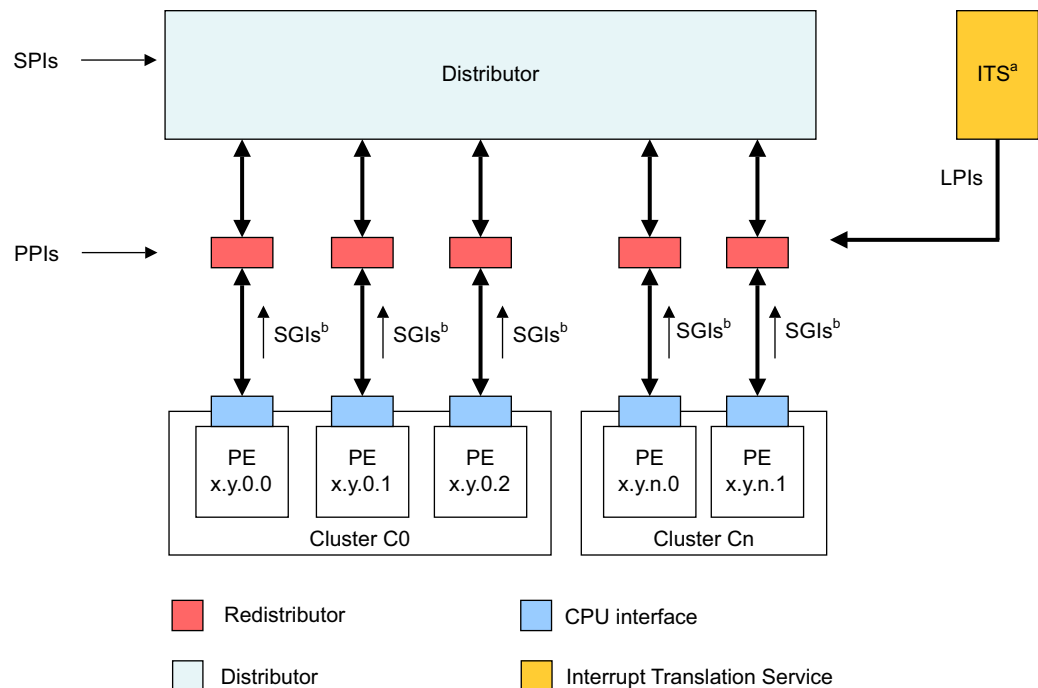 SPIs
Distributor
ITSᵃ
LPIs
PPIs
SGIsᵇ
SGIsᵇ
SGIsᵇ
SGIsᵇ
SGIsᵇ
PE
x.y.0.0
PE
x.y.0.1
PE
x.y.0.2
PE
x.y.n.0
PE
x.y.n.1
Cluster C0
Cluster Cn
Redistributor
CPU interface
Distributor
Interrupt Translation Service